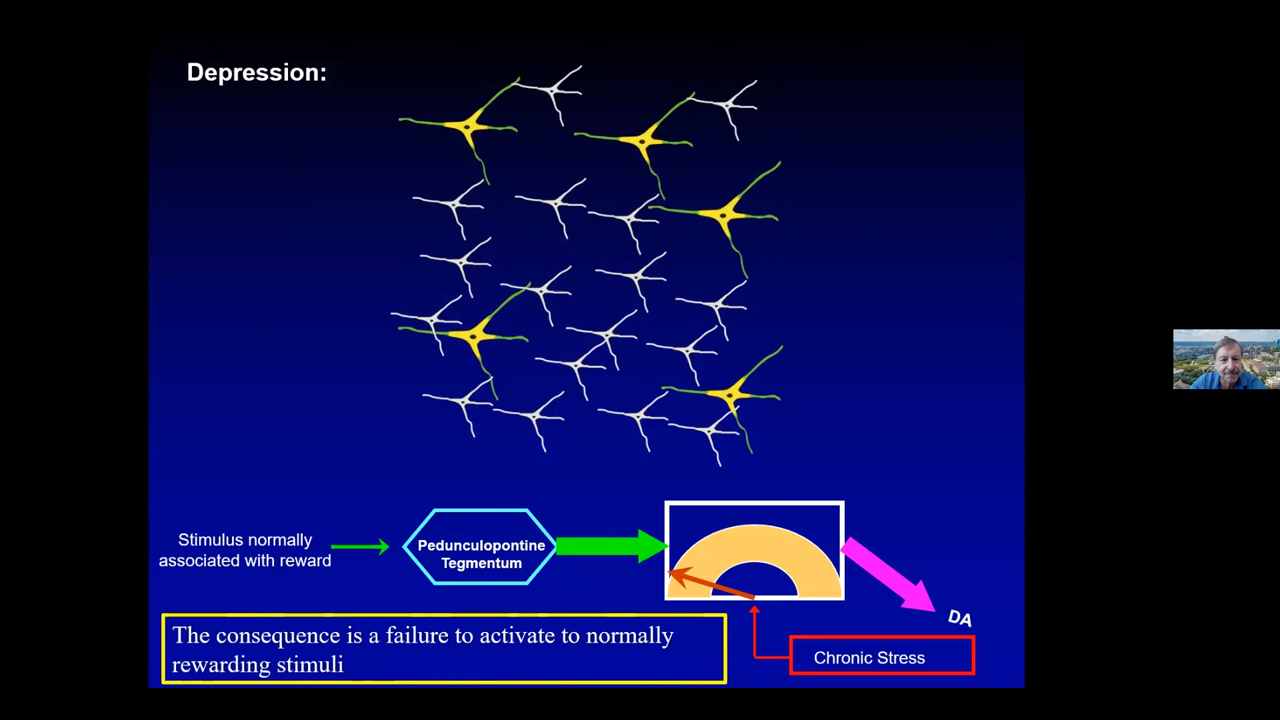 Depression:
Stimulus normally
associated with reward
Pedunculopontine
Tegmentum
DA
Chronic Stress
The consequence is a failure to activate to normally
rewarding stimuli